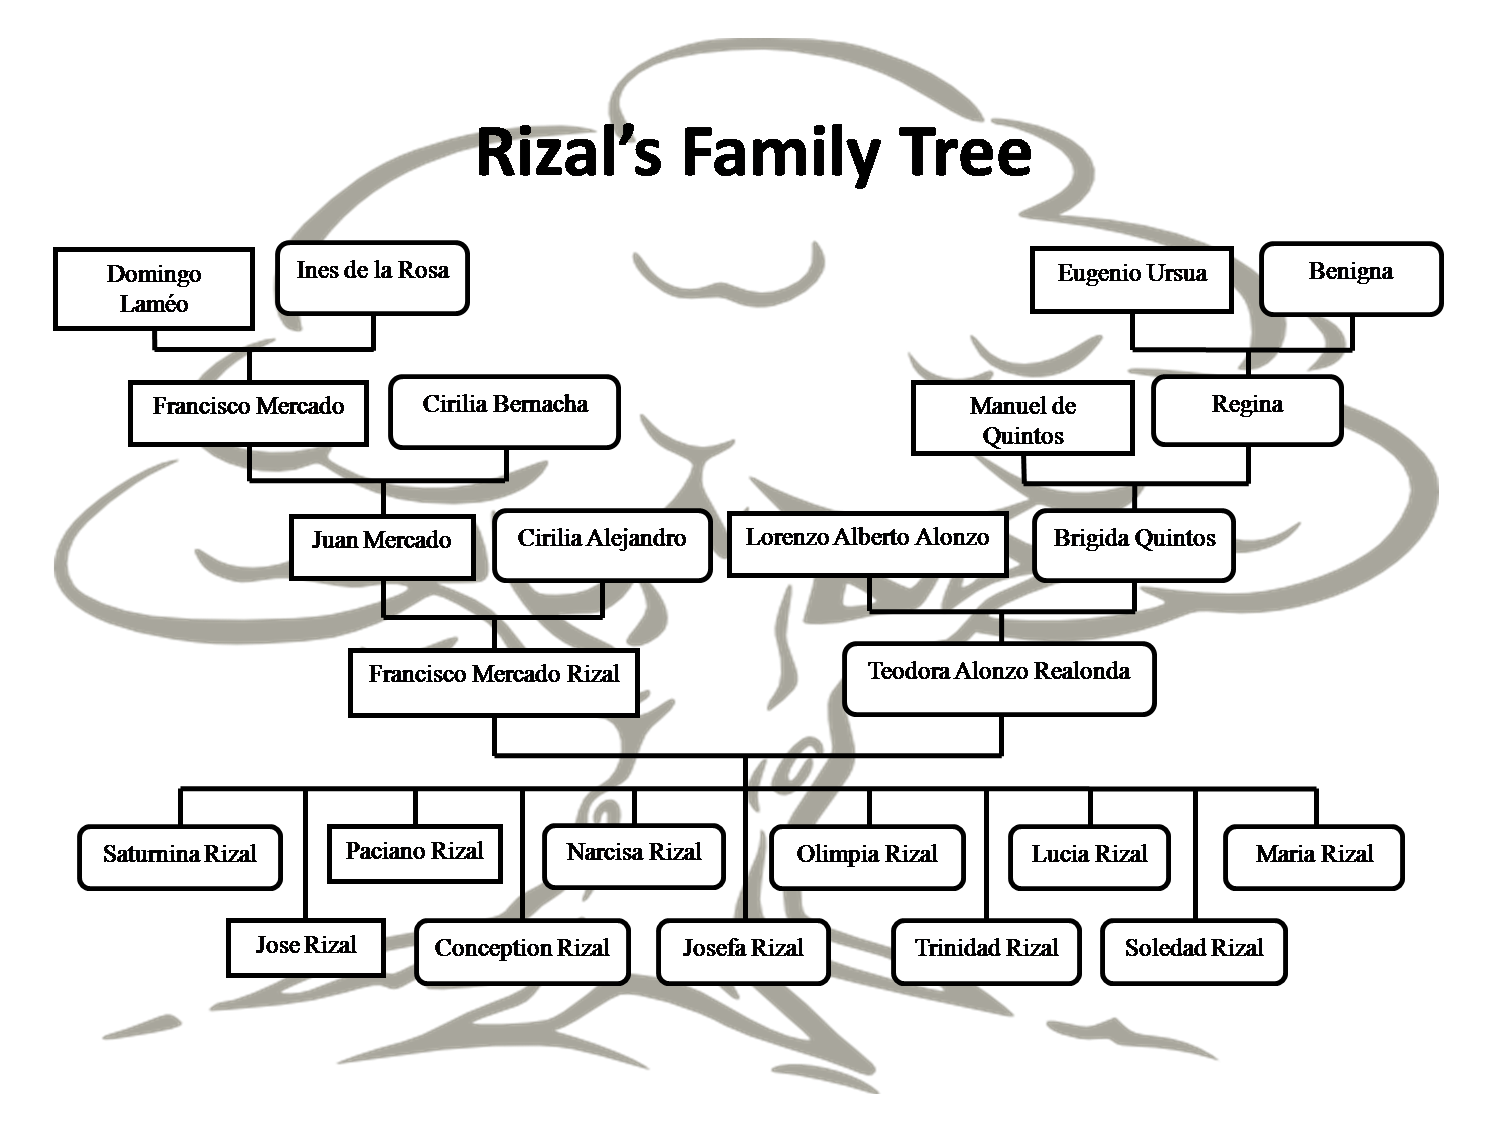 Rizal’s Family Tree
Domingo
Laméo
Ines de la Rosa
Eugenio Ursua
Benigna
Francisco Mercado
Cirilia Bernacha
Manuel de
Quintos
Regina
Juan Mercado
Cirilia Alejandro
Lorenzo Alberto Alonzo
Brigida Quintos
Francisco Mercado Rizal
Teodora Alonzo Realonda
Saturnina Rizal
Paciano Rizal
Narcisa Rizal
Olimpia Rizal
Lucia Rizal
Maria Rizal
Jose Rizal
Conception Rizal
Josefa Rizal
Trinidad Rizal
Soledad Rizal